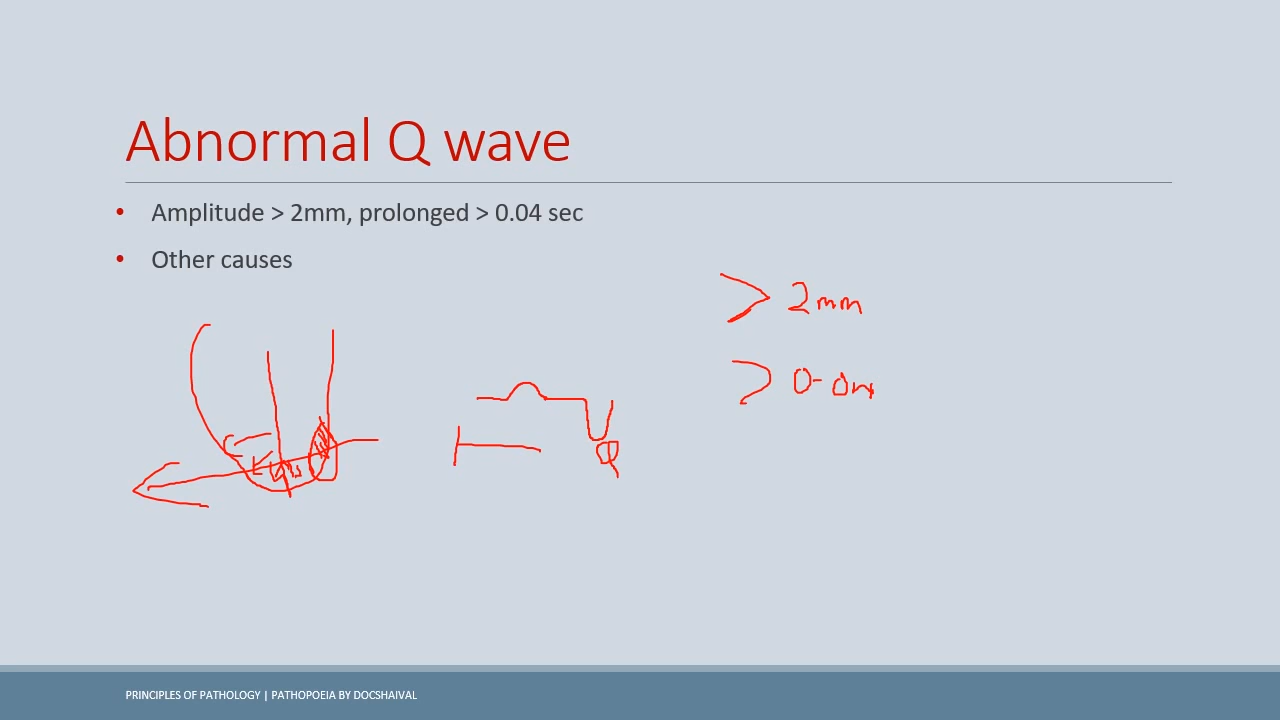 Abnormal Q wave
• Amplitude > 2mm, prolonged > 0.04 sec
• Other causes
> 2mm
Q
PRINCIPLES OF PATHOLOGY | PATHOPOEIA BY DOCSHAIVAL